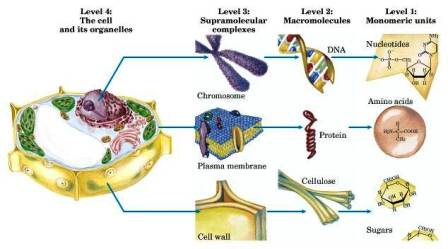 Level 4:
The cell
and its organelles
Level 3:
Supramolecular
complexes
Level 2:
Macromolecules
Level 1:
Monomeric units
DNA
Nucleotides
Chromosome
Amino acids
Protein
Plasma membrane
Cellulose
Cell wall
Sugars